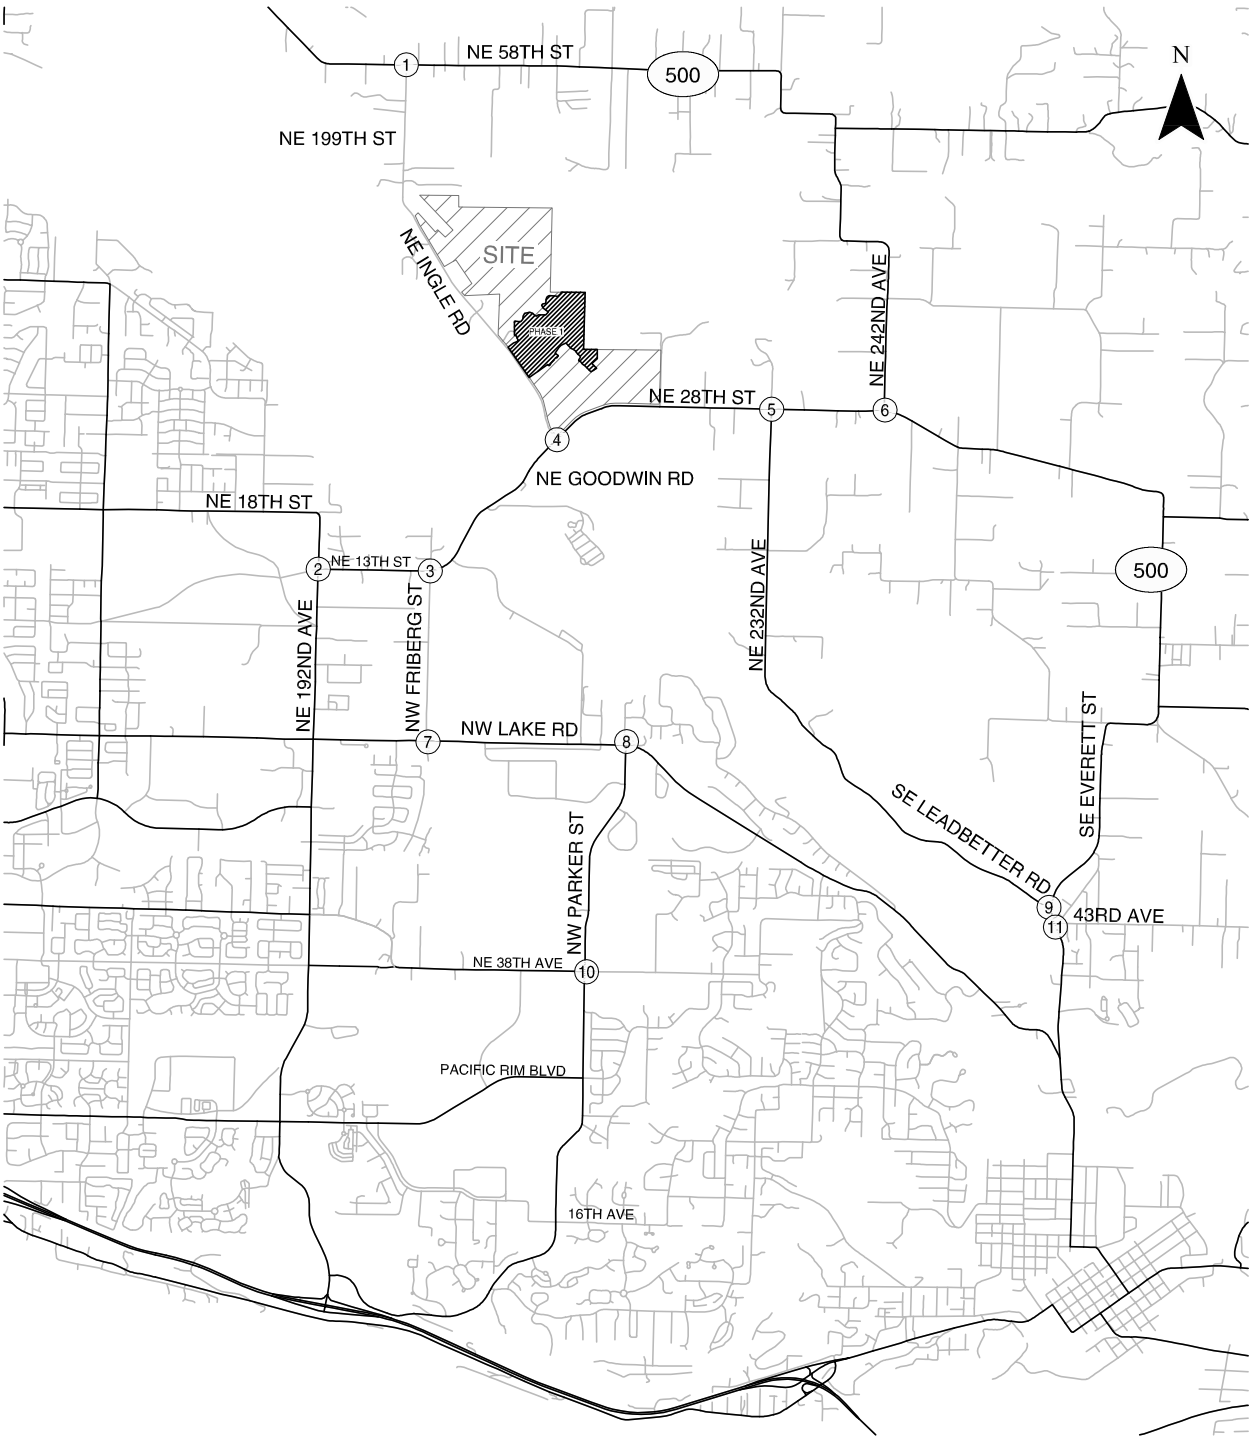 NE 58TH ST
1
500
N
NE 199TH ST
SITE
NE INGLE RD
NE 242ND AVE
PHASE 1
NE 28TH ST
5
6
4
NE GOODWIN RD
NE 18TH ST
NE 13TH ST
2
3
500
NE 192ND AVE
NW FRIBERG ST
NE 232ND AVE
NW LAKE RD
7
8
SE EVERETT ST
SE LEADBETTER RD
NW PARKER ST
9
43RD AVE
11
NE 38TH AVE
10
PACIFIC RIM BLVD
16TH AVE